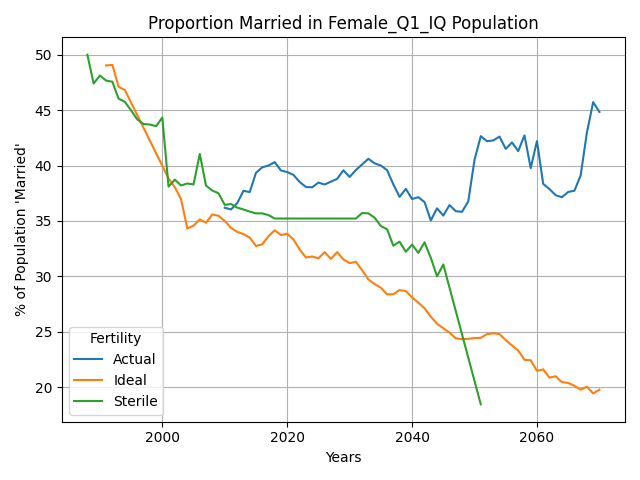 Proportion Married in Female_Q1_IQ Population
% of Population 'Married'
50
45
40
35
30
25
20
Fertility
Actual
Ideal
Sterile
2000
2020
2040
2060
Years